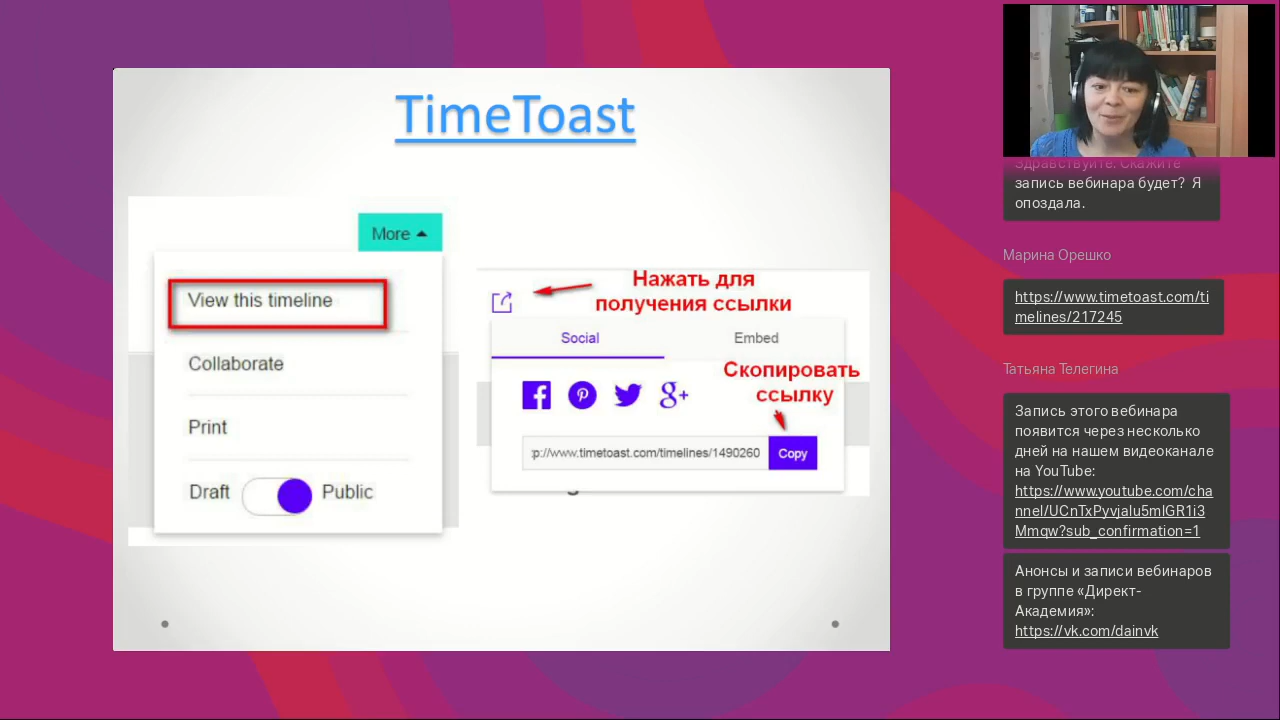 TimeToast
More
View this timeline
Collaborate
Print
Draft Public
Нажать для
получения ссылки
Social Embed
Скопировать
ссылку
:p://www.timetoast.com/timelines/1490260 Copy
Здравствуйте. Скажите
запись вебинара будет? Я
опоздала.
Марина Орешко
https://www.timetoast.com/ti
melines/217245
Татьяна Телегина
Запись этого вебинара
появится через несколько
дней на нашем видеоканале
на YouTube:
https://www.youtube.com/cha
nnel/UCnTxPyvjalu5mlGR1i3
Mmqw?sub_confirmation=1
Анонсы и записи вебинаров
в группе «Директ-
Академия»:
https://vk.com/dainvk